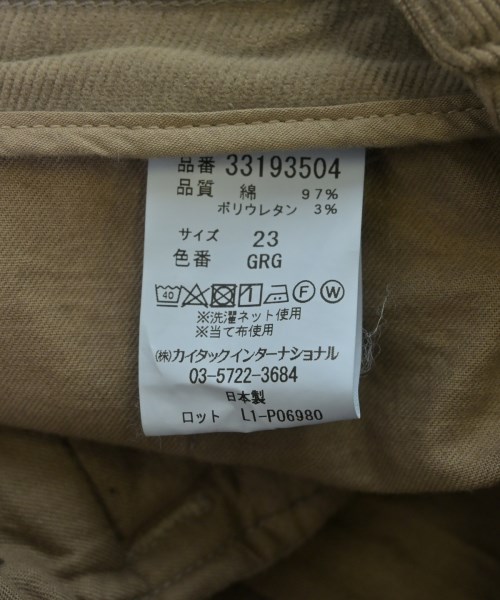 品番 33193504
品質 綿 97%
ポリウレタン 3%
サイズ 23
色番 GRG
40 F W
※洗濯ネット使用
※当て布使用
㈱カイタックインターナショナル
03-5722-3684
日本製
ロット L1-P06980